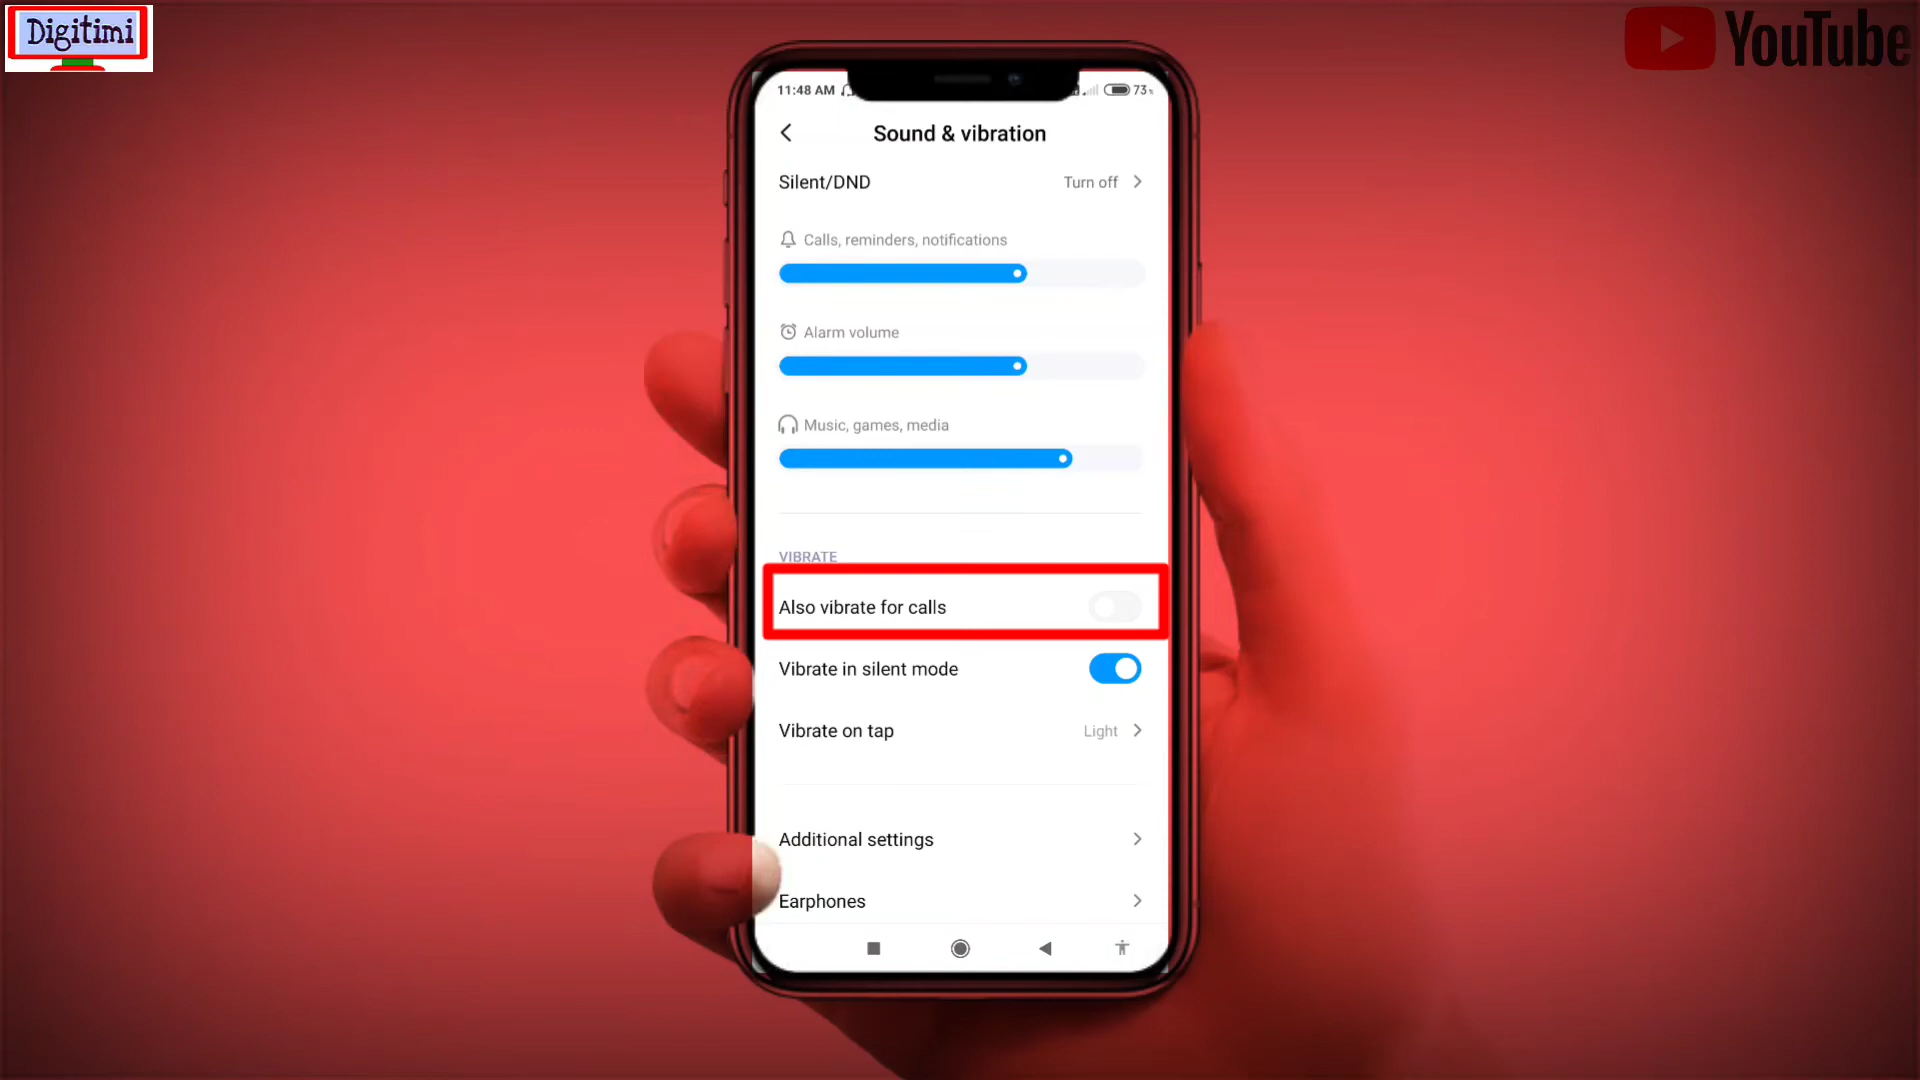 Digitimi
YouTube
11:48 AM
73
Sound & vibration
Silent/DND
Turn off
Calls, reminders, notifications
Alarm volume
Music, games, media
VIBRATE
Also vibrate for calls
Vibrate in silent mode
Vibrate on tap
Light
Additional settings
Earphones